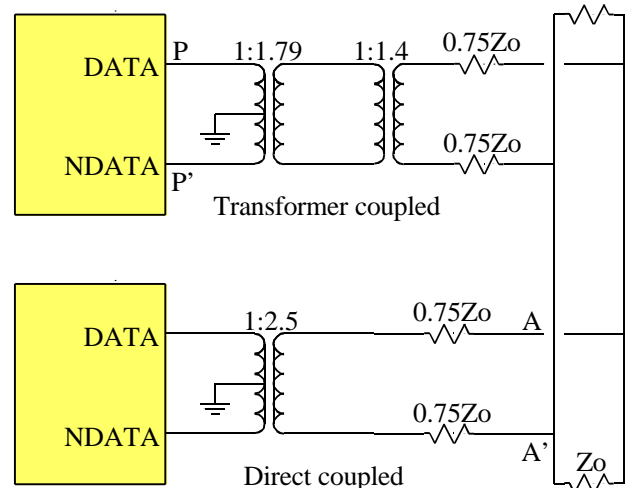 P 1:1.79 1:1.4 0.75Zo
DATA
0.75Zo
NDATA
P’
Transformer coupled
1:2.5 0.75Zo A
DATA
0.75Zo
NDATA
A’ Zo
Direct coupled